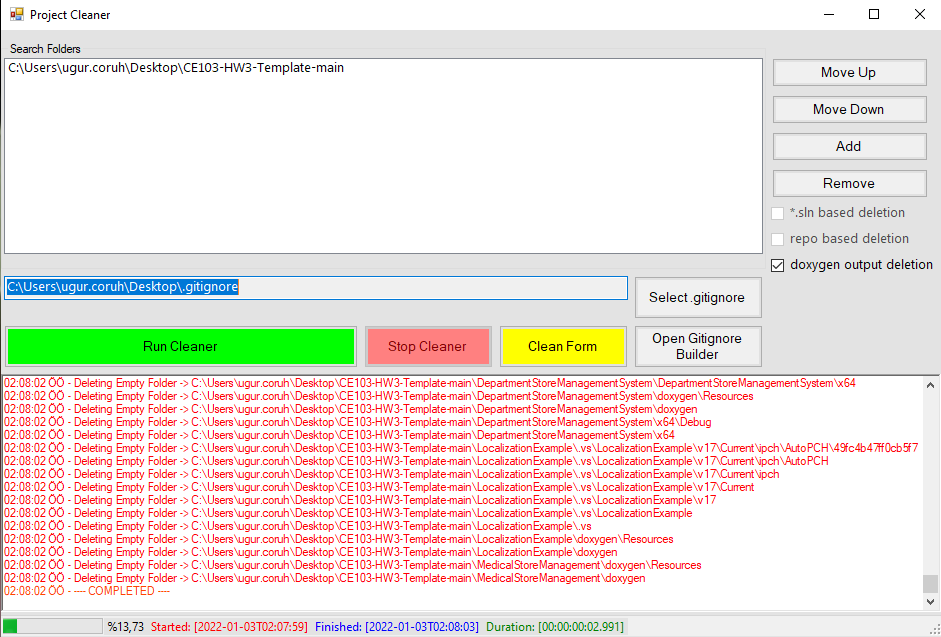 Project Cleaner
Search Folders
C:\Users\ugur.coruh\Desktop\CE103-HW3-Template-main
Move Up
Move Down
Add
Remove
*.sln based deletion
repo based deletion
doxygen output deletion
C:\Users\ugur.coruh\Desktop\.gitignore
Select .gitignore
Run Cleaner
Stop Cleaner
Clean Form
Open Gitignore
Builder
02:08:02 ÖÖ - Deleting Empty Folder -> C:\Users\ugur.coruh\Desktop\CE103-HW3-Template-main\DepartmentStoreManagementSystem\DepartmentStoreManagementSystem\x64
02:08:02 ÖÖ - Deleting Empty Folder -> C:\Users\ugur.coruh\Desktop\CE103-HW3-Template-main\DepartmentStoreManagementSystem\doxygen\Resources
02:08:02 ÖÖ - Deleting Empty Folder -> C:\Users\ugur.coruh\Desktop\CE103-HW3-Template-main\DepartmentStoreManagementSystem\doxygen
02:08:02 ÖÖ - Deleting Empty Folder -> C:\Users\ugur.coruh\Desktop\CE103-HW3-Template-main\DepartmentStoreManagementSystem\x64\Debug
02:08:02 ÖÖ - Deleting Empty Folder -> C:\Users\ugur.coruh\Desktop\CE103-HW3-Template-main\DepartmentStoreManagementSystem\x64
02:08:02 ÖÖ - Deleting Empty Folder -> C:\Users\ugur.coruh\Desktop\CE103-HW3-Template-main\LocalizationExample\.vs\LocalizationExample\v17\Current\ipch\AutoPCH\49fc4b47ff0cb5f7
02:08:02 ÖÖ - Deleting Empty Folder -> C:\Users\ugur.coruh\Desktop\CE103-HW3-Template-main\LocalizationExample\.vs\LocalizationExample\v17\Current\ipch\AutoPCH
02:08:02 ÖÖ - Deleting Empty Folder -> C:\Users\ugur.coruh\Desktop\CE103-HW3-Template-main\LocalizationExample\.vs\LocalizationExample\v17\Current\ipch
02:08:02 ÖÖ - Deleting Empty Folder -> C:\Users\ugur.coruh\Desktop\CE103-HW3-Template-main\LocalizationExample\.vs\LocalizationExample\v17\Current
02:08:02 ÖÖ - Deleting Empty Folder -> C:\Users\ugur.coruh\Desktop\CE103-HW3-Template-main\LocalizationExample\.vs\LocalizationExample\v17
02:08:02 ÖÖ - Deleting Empty Folder -> C:\Users\ugur.coruh\Desktop\CE103-HW3-Template-main\LocalizationExample\.vs\LocalizationExample
02:08:02 ÖÖ - Deleting Empty Folder -> C:\Users\ugur.coruh\Desktop\CE103-HW3-Template-main\LocalizationExample\.vs
02:08:02 ÖÖ - Deleting Empty Folder -> C:\Users\ugur.coruh\Desktop\CE103-HW3-Template-main\LocalizationExample\doxygen\Resources
02:08:02 ÖÖ - Deleting Empty Folder -> C:\Users\ugur.coruh\Desktop\CE103-HW3-Template-main\LocalizationExample\doxygen
02:08:02 ÖÖ - Deleting Empty Folder -> C:\Users\ugur.coruh\Desktop\CE103-HW3-Template-main\MedicalStoreManagement\doxygen\Resources
02:08:02 ÖÖ - Deleting Empty Folder -> C:\Users\ugur.coruh\Desktop\CE103-HW3-Template-main\MedicalStoreManagement\doxygen
02:08:02 ÖÖ - ---- COMPLETED ----
%13,73 Started: [2022-01-03T02:07:59] Finished: [2022-01-03T02:08:03] Duration: [00:00:00:02.991]